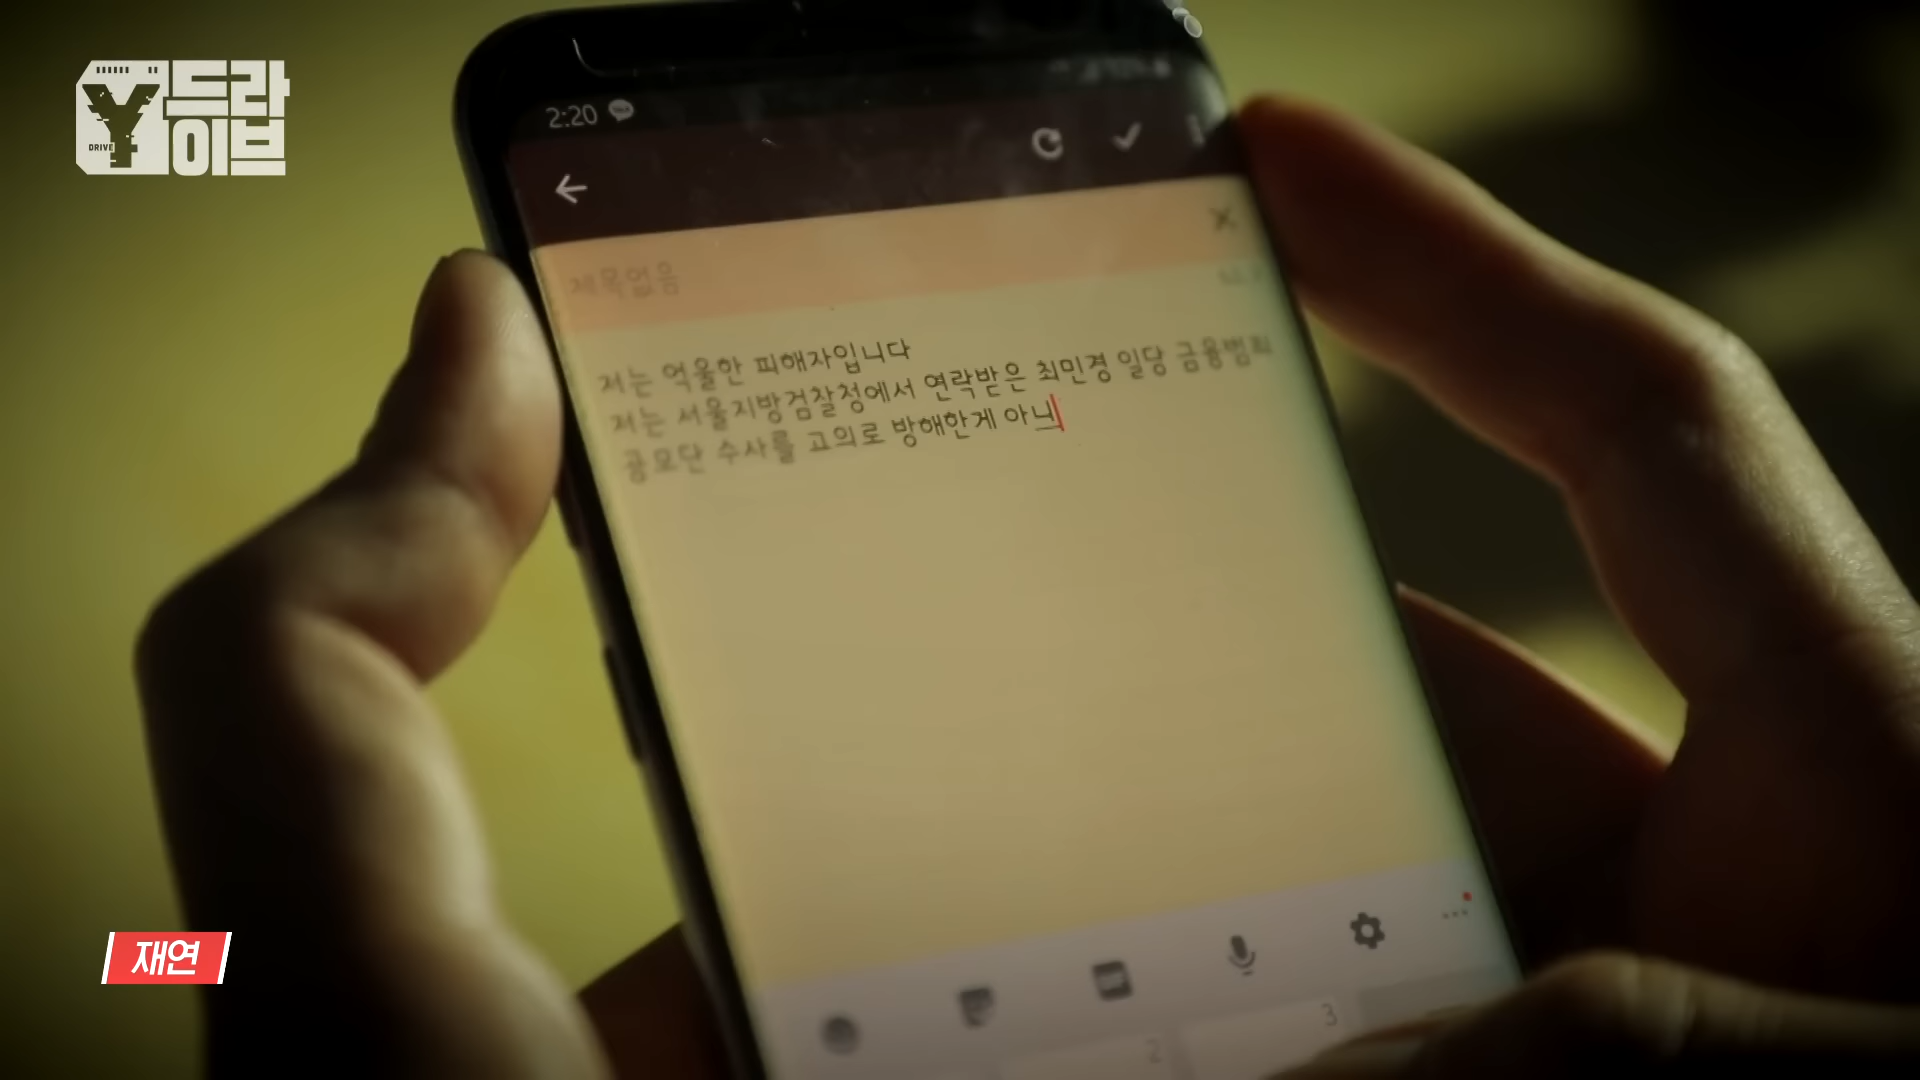 Y
DRIVE
드라
이브
2:20
제목없음
저는 억울한 피해자입니다
저는 서울지방검찰청에서 연락받은 최민경 일당 금융범죄
공모단 수사를 고의로 방해한게 아니
2
3
재연